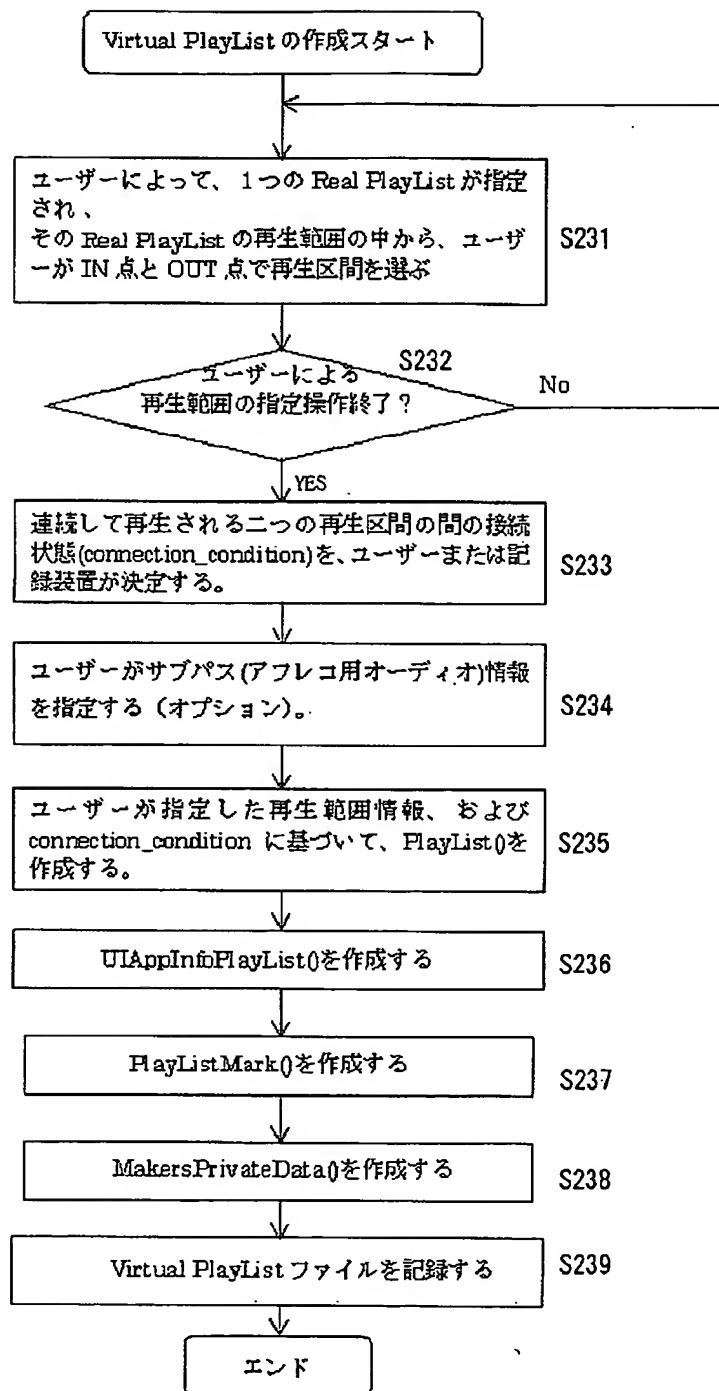 Virtual PlayList の作成スタート
ユーザーによって、1つの Real PlayList が指定
され、
その Real PlayList の再生範囲の中から、ユーザ
ーが IN 点と OUT 点で再生区間を選ぶ
S231
S232
ユーザーによる
再生範囲の指定操作終了?
No
YES
連続して再生される二つの再生区間の間の接続
状態(connection_condition)を、ユーザーまたは記
録装置が決定する。
S233
ユーザーがサブパス(アフレコ用オーディオ)情報
を指定する(オプション)。
S234
ユーザーが指定した再生範囲情報、および
connection_condition に基づいて、PlayList()を
作成する。
S235
UIAppInfoPlayList()を作成する
S236
PlayListMark()を作成する
S237
MakersPrivateData()を作成する
S238
Virtual PlayList ファイルを記録する
S239
エンド